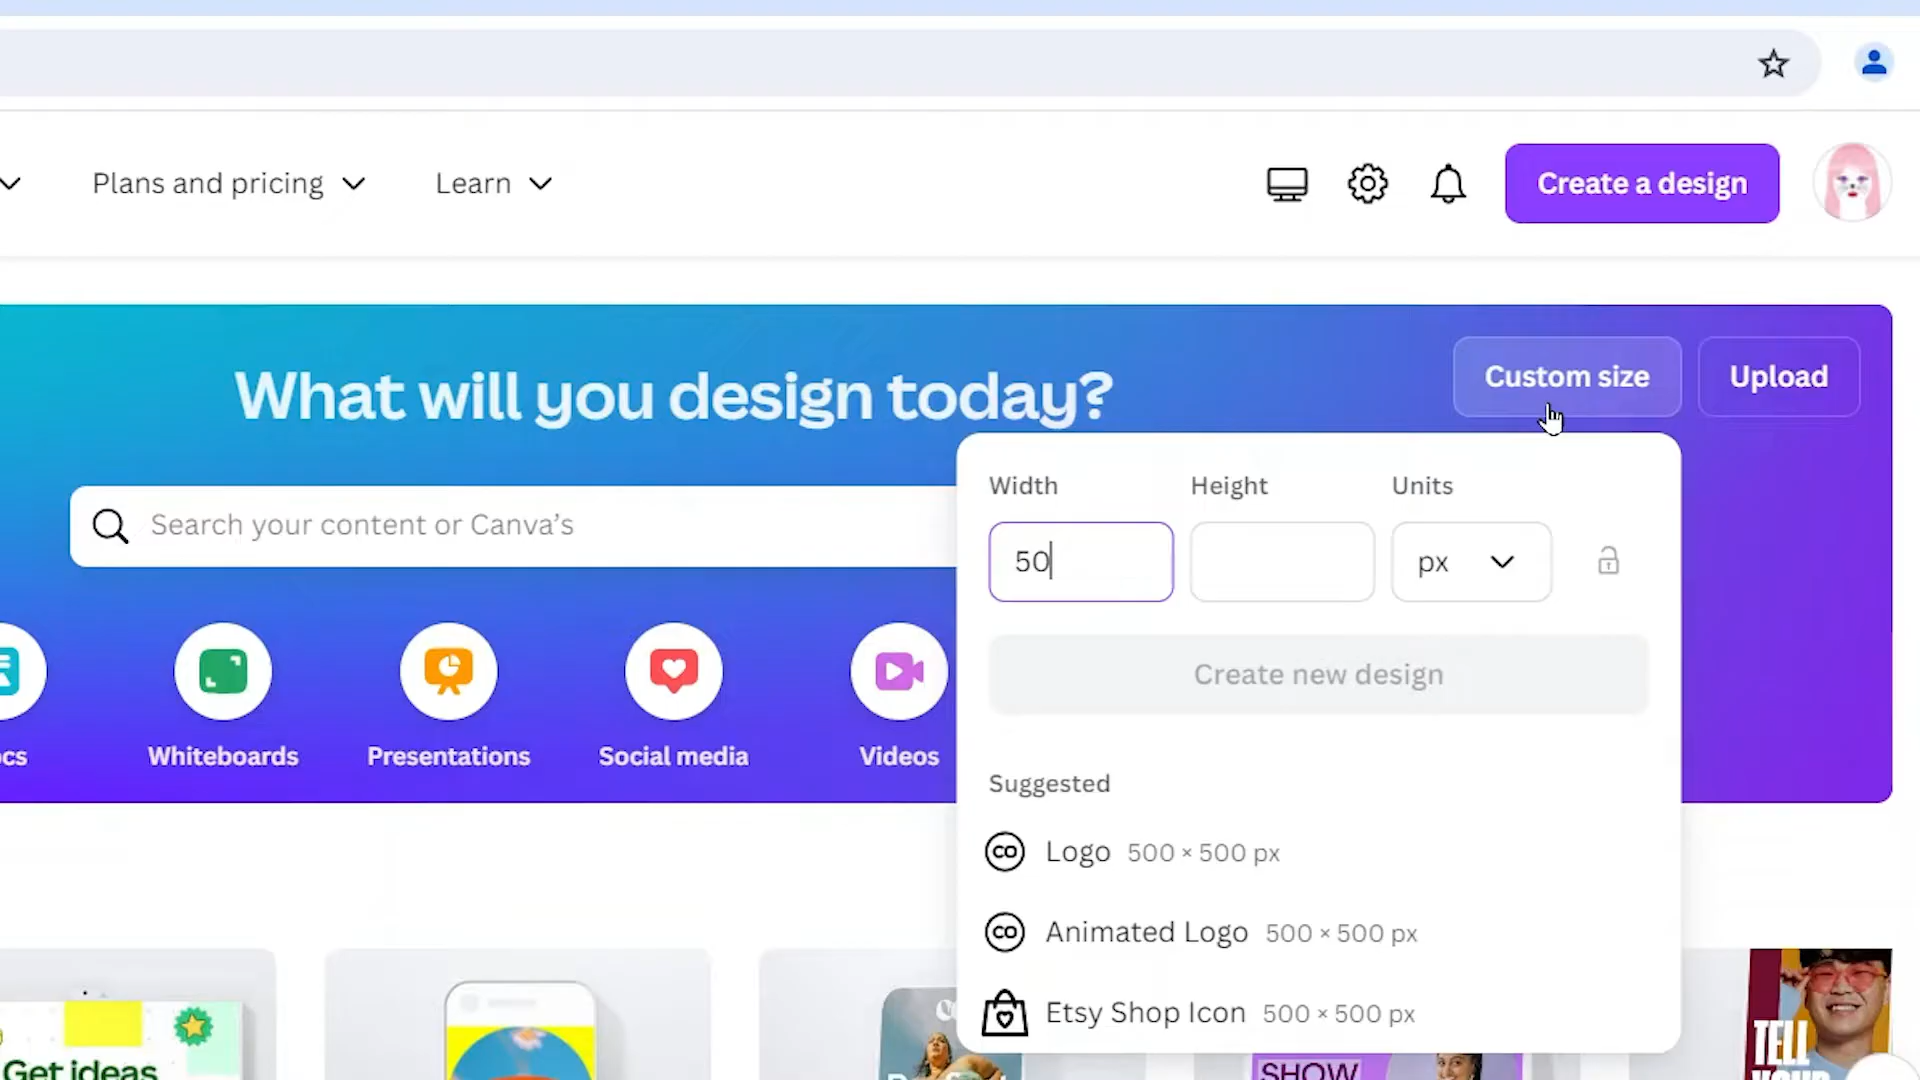 Plans and pricing
Learn
Create a design
What will you design today?
Custom size
Upload
Search your content or Canva's
Width
Height
Units
50
px
Create new design
Whiteboards
Presentations
Social media
Videos
Suggested
Logo 500 × 500 px
Animated Logo 500 × 500 px
Etsy Shop Icon 500 × 500 px
Get ideas
SHOW
TELL
YOUR